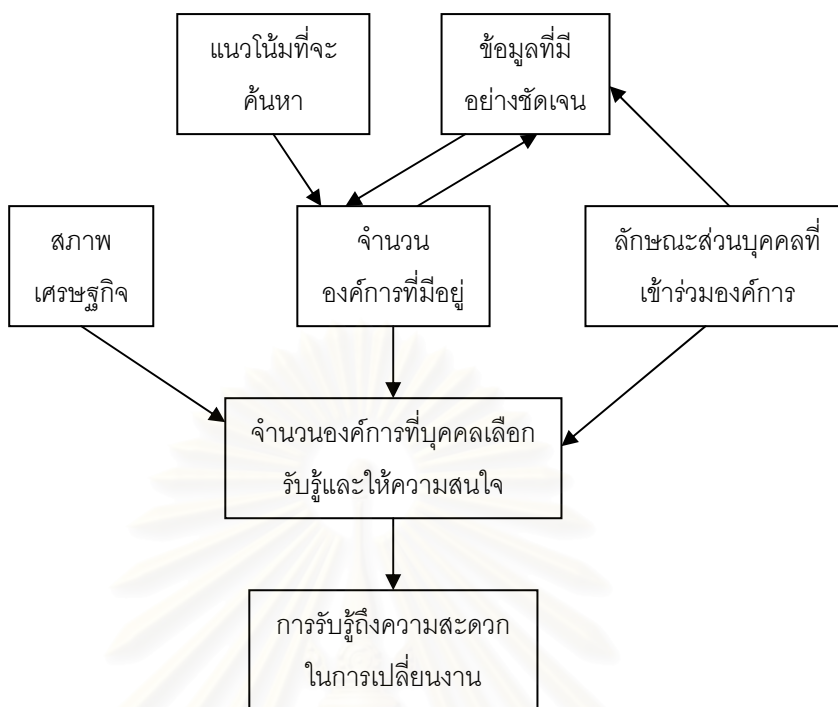 แนวโน้มที่จะ
ค้นหา
ข้อมูลที่มี
อย่างชัดเจน
สภาพ
เศรษฐกิจ
จำนวน
องค์การที่มีอยู่
ลักษณะส่วนบุคคลที่
เข้าร่วมองค์การ
จำนวนองค์การที่บุคคลเลือก
รับรู้และให้ความสนใจ
การรับรู้ถึงความสะดวก
ในการเปลี่ยนงาน